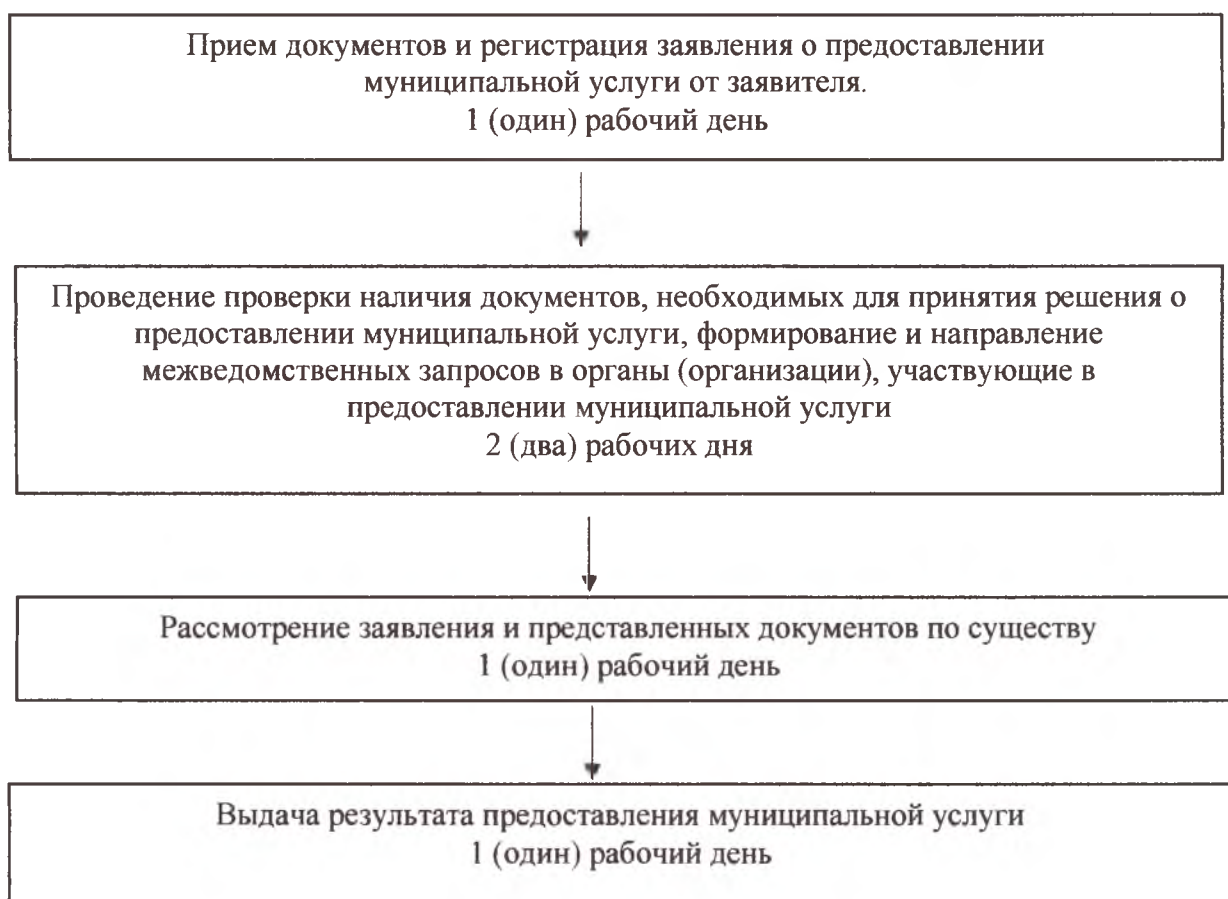 Прием документов и регистрация заявления о предоставлении
муниципальной услуги от заявителя.
1 (один) рабочий день
Проведение проверки наличия документов, необходимых для принятия решения о
предоставлении муниципальной услуги, формирование и направление
межведомственных запросов в органы (организации), участвующие в
предоставлении муниципальной услуги
2 (два) рабочих дня
Рассмотрение заявления и представленных документов по существу
1 (один) рабочий день
Выдача результата предоставления муниципальной услуги
1 (один) рабочий день